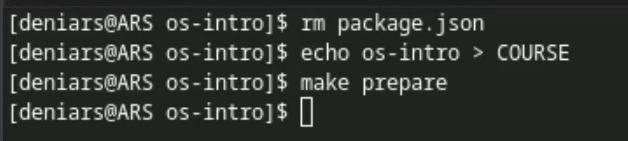 [deniars@ARS os-intro]$ rm package.json
[deniars@ARS os-intro]$ echo os-intro > COURSE
[deniars@ARS os-intro]$ make prepare
[deniars@ARS os-intro]$